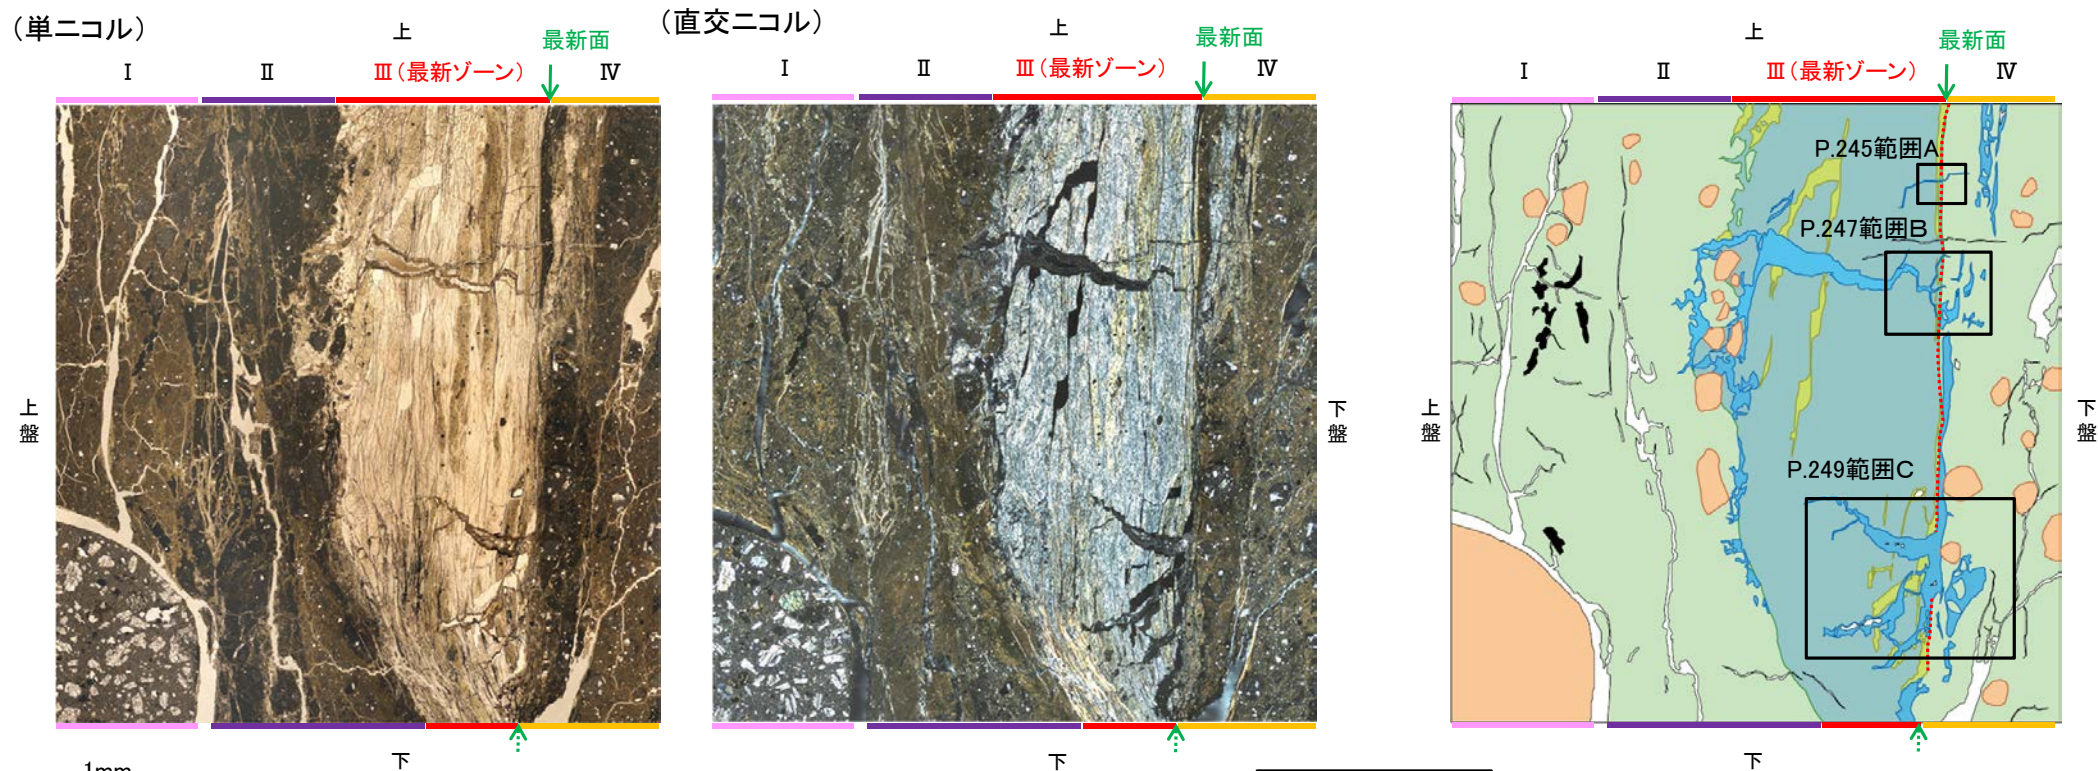 （単ニコル）
上
最新面
Ⅰ
Ⅱ
Ⅲ（最新ゾーン）
Ⅳ
上盤
下
1mm
（直交ニコル）
上
最新面
Ⅰ
Ⅱ
Ⅲ（最新ゾーン）
Ⅳ
下盤
下
上
最新面
Ⅰ
Ⅱ
Ⅲ（最新ゾーン）
Ⅳ
P.245範囲A
P.247範囲B
P.249範囲C
上盤
下盤
下